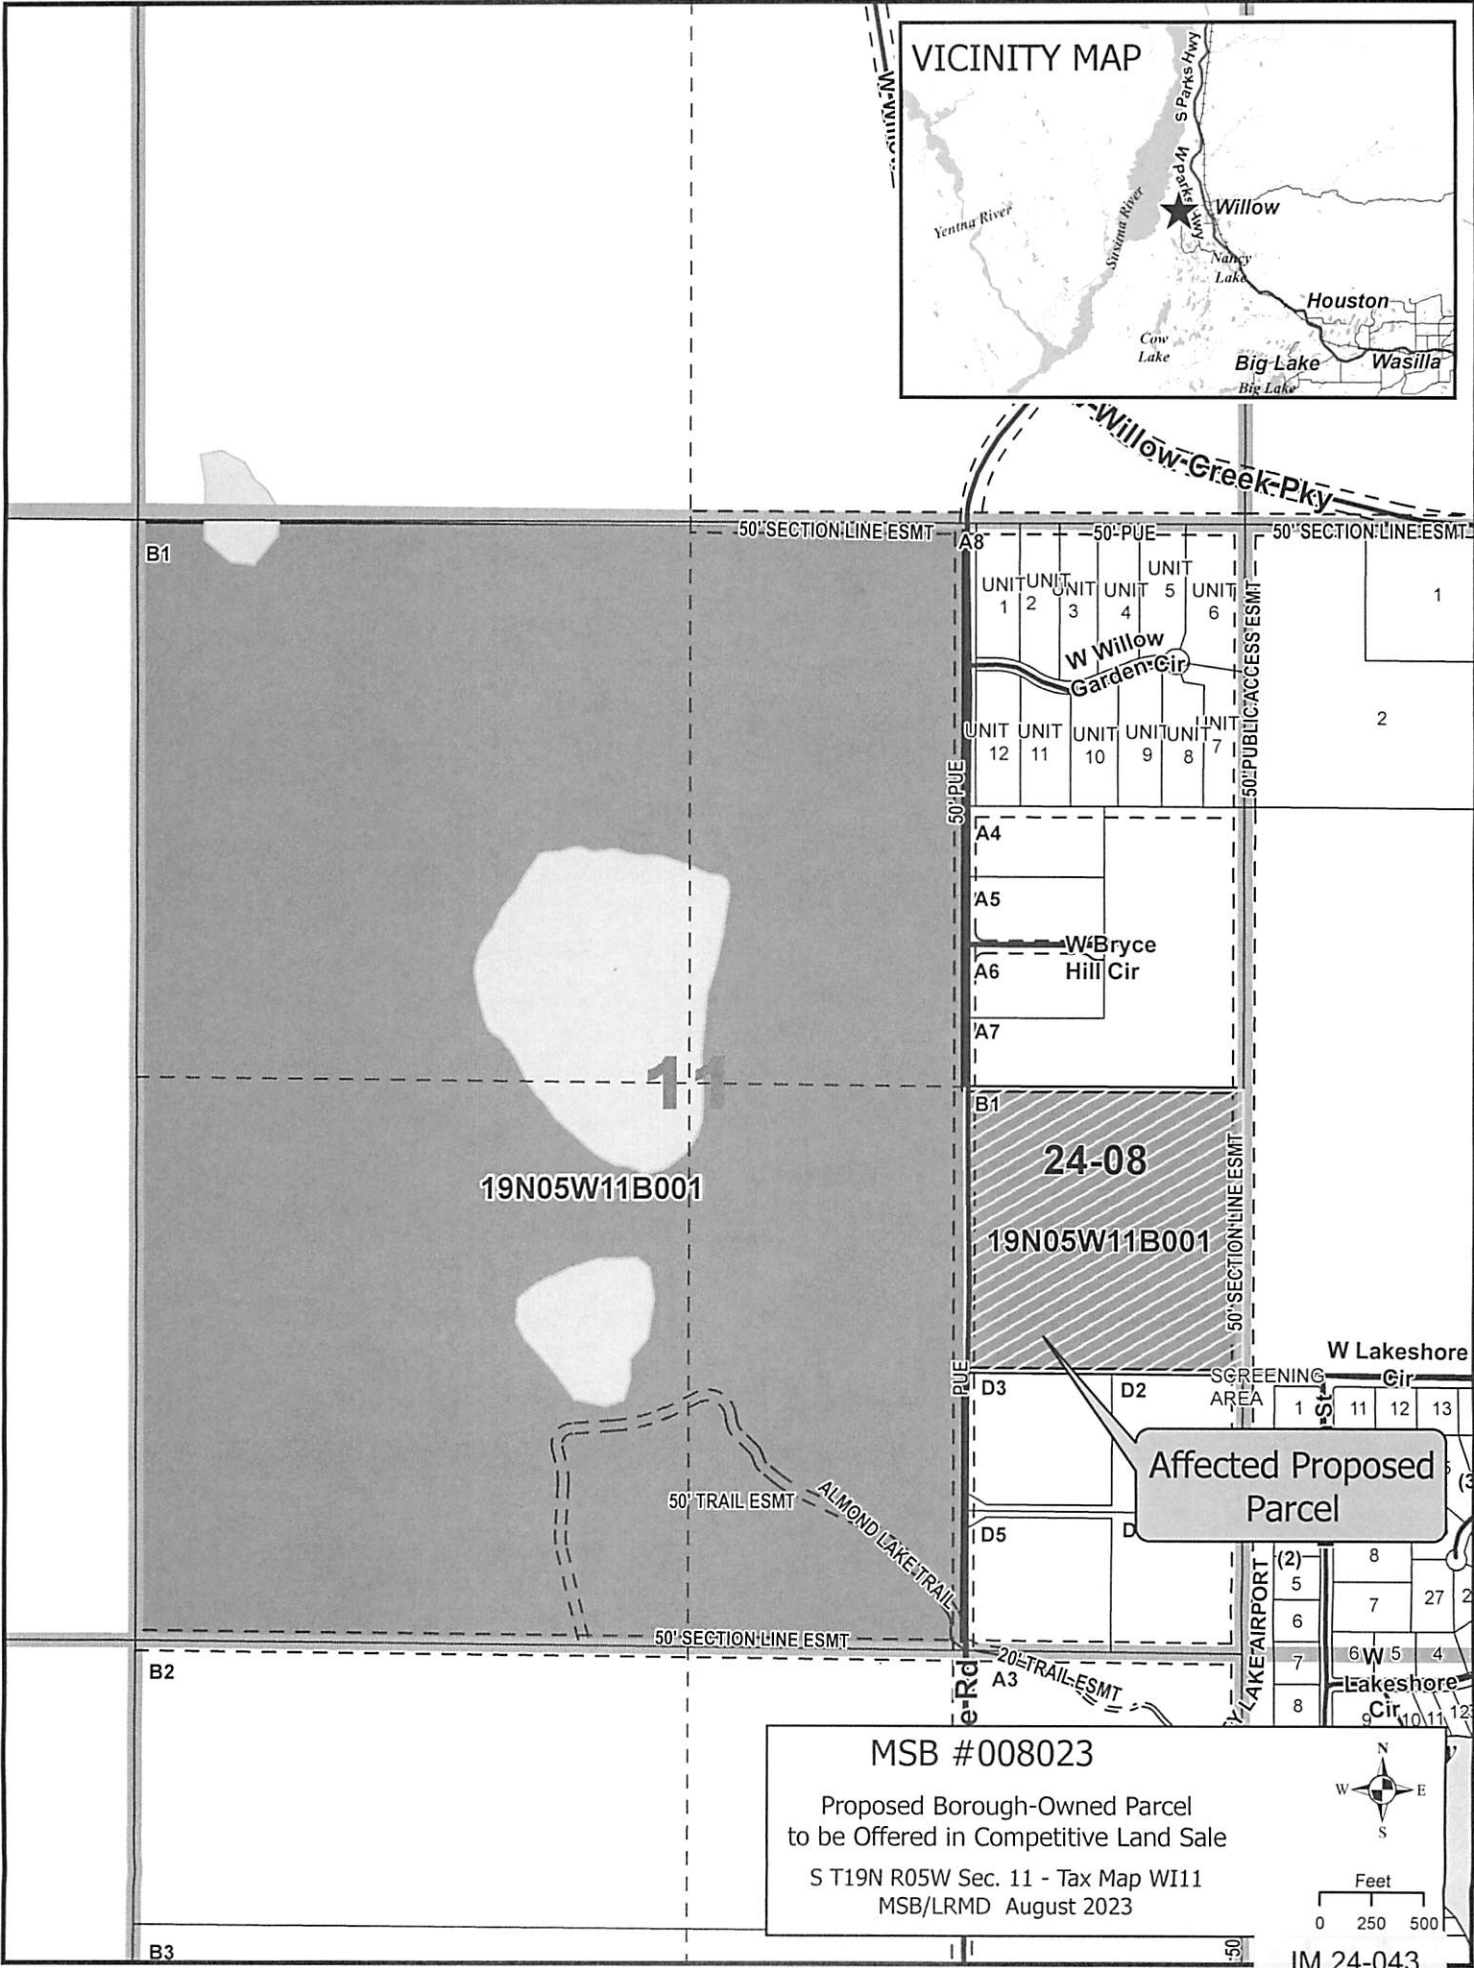 VICINITY MAP
S Parks Hwy
W Parks Hwy
Yentna River
Susitna River
Willow
Nancy
Lake
Houston
Cow
Lake
Big Lake
Wasilla
Big Lake
Willow-Creek-Pky
50' SECTION LINE ESMT
50' PUE
50' SECTION LINE ESMT
B1
A8
UNIT
1
UNIT
2
UNIT
3
UNIT
4
UNIT
5
UNIT
6
1
W Willow
Garden Cir
50' PUBLIC ACCESS ESMT
2
UNIT
12
UNIT
11
UNIT
10
UNIT
9
UNIT
8
UNIT
7
50' PUE
A4
A5
W Bryce
Hill Cir
A6
A7
11
B1
24-08
19N05W11B001
19N05W11B001
50' SECTION LINE ESMT
PUE
W Lakeshore
Cir
SCREENING
AREA
St
D3
D2
1
11
12
13
Affected Proposed
Parcel
50' TRAIL ESMT
ALMOND LAKE TRAIL
D5
D
(2)
5
6
7
8
8
7
27
2
50' SECTION LINE ESMT
B2
20' TRAIL ESMT
A3
e Rd
Y LAKE AIRPORT
6
W
5
4
Lakeshore
Cir
9
10
11
12
MSB #008023
Proposed Borough-Owned Parcel
to be Offered in Competitive Land Sale
S T19N R05W Sec. 11 - Tax Map WI11
MSB/LRMD August 2023
N
W
E
S
Feet
0 250 500
B3
50
IM 24-043